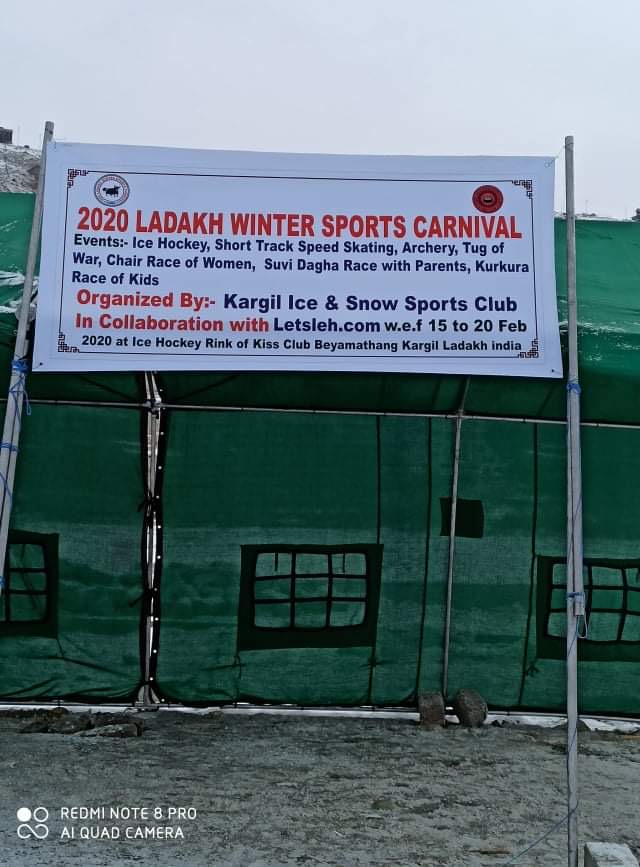 2020 LADAKH WINTER SPORTS CARNIVAL
Events:- Ice Hockey, Short Track Speed Skating, Archery, Tug of
War, Chair Race of Women, Suvi Dagha Race with Parents, Kurkura
Race of Kids
Organized By:- Kargil Ice & Snow Sports Club
In Collaboration with Letsleh.com w.e.f 15 to 20 Feb
2020 at Ice Hockey Rink of Kiss Club Beyamathang Kargil Ladakh india
REDMI NOTE 8 PRO
AI QUAD CAMERA